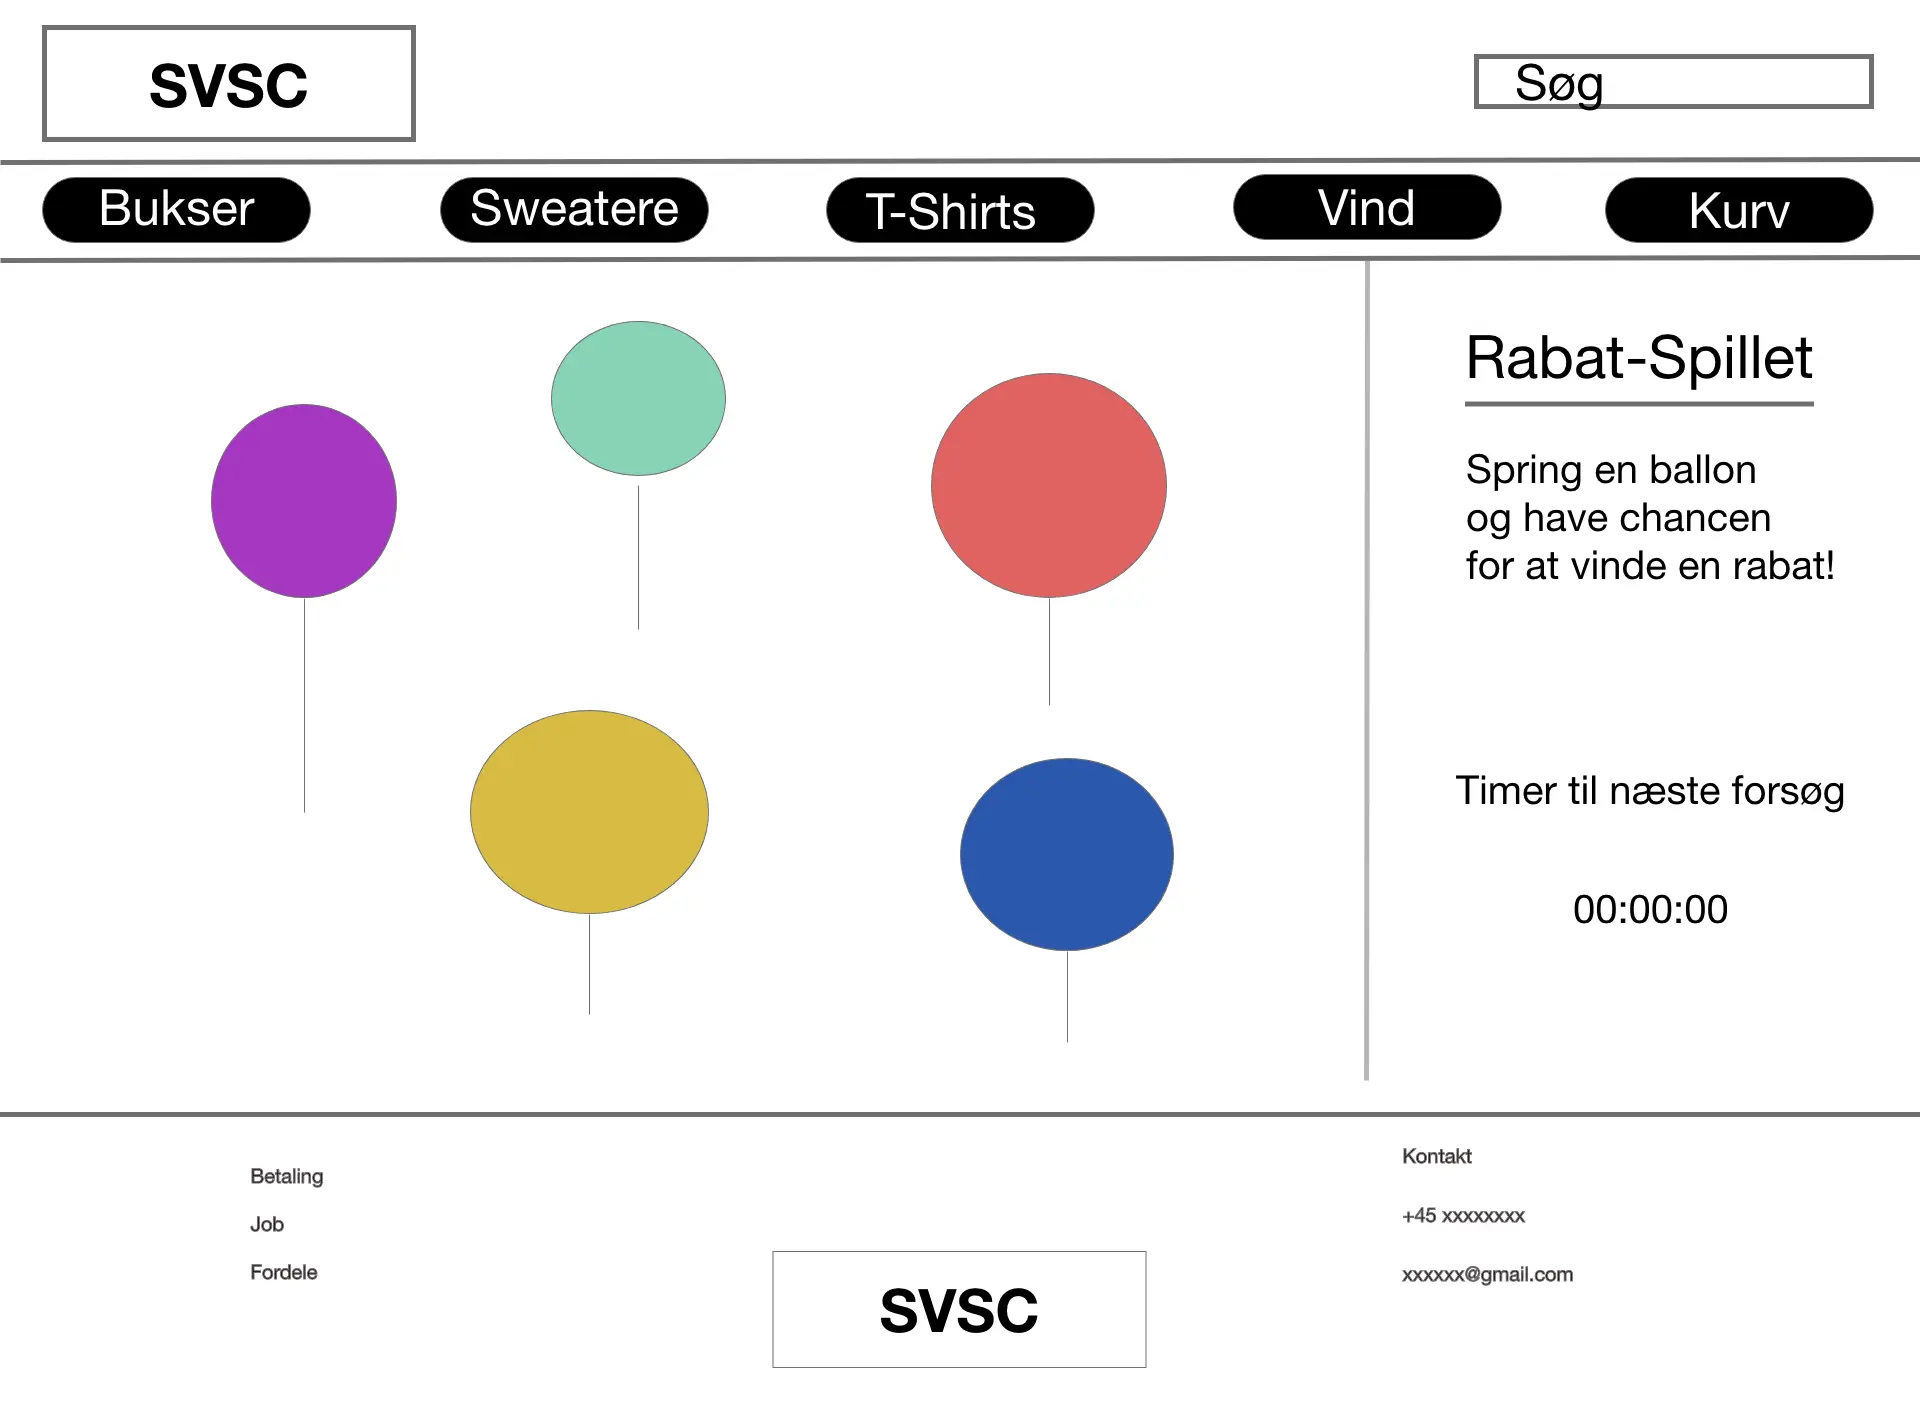 SVSC
Søg
Bukser
Sweatere
T-Shirts
Vind
Kurv
Rabat-Spillet
Spring en ballon
og have chancen
for at vinde en rabat!
Timer til næste forsøg
00:00:00
Betaling
Job
Fordele
SVSC
Kontakt
+45 xxxxxxxx
xxxxxx@gmail.com